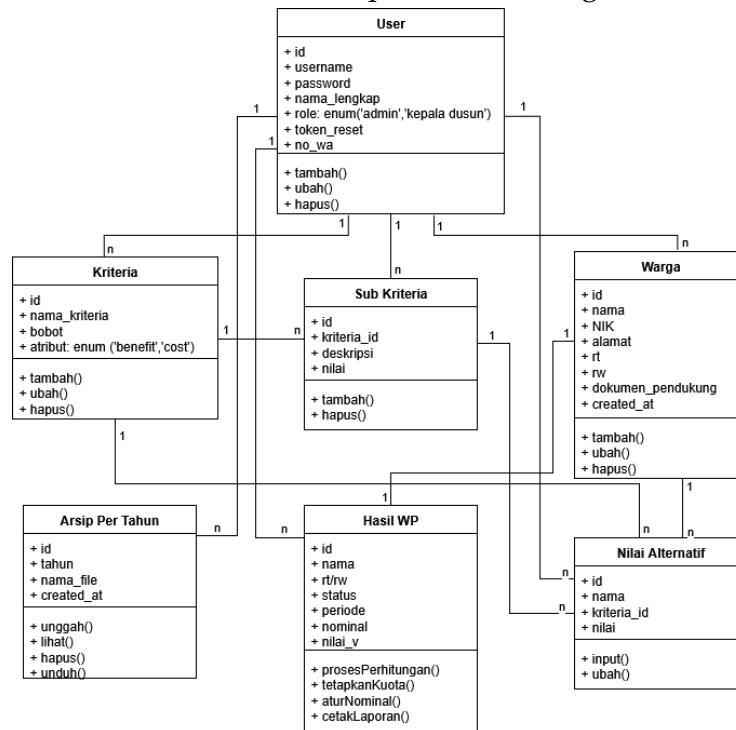 User
+ id
+ username
+ password
+ nama_lengkap
+ role: enum('admin','kepala dusun')
+ token_reset
+ no_wa
+ tambah()
+ ubah()
+ hapus()
1
1
1
1
1
1
n
n
n
Kriteria
+ id
+ nama_kriteria
+ bobot
+ atribut: enum ('benefit','cost')
+ tambah()
+ ubah()
+ hapus()
1
n
1
Sub Kriteria
+ id
+ kriteria_id
+ deskripsi
+ nilai
+ tambah()
+ hapus()
1
Warga
+ id
+ nama
+ NIK
+ alamat
+ rt
+ rw
+ dokumen_pendukung
+ created_at
+ tambah()
+ ubah()
+ hapus()
1
1
Arsip Per Tahun
+ id
+ tahun
+ nama_file
+ created_at
+ unggah()
+ lihat()
+ hapus()
+ unduh()
n
n
1
Hasil WP
+ id
+ nama
+ rt/rw
+ status
+ periode
+ nominal
+ nilai_v
+ prosesPerhitungan()
+ tetapkanKuota()
+ aturNominal()
+ cetakLaporan()
n
n
n
n
Nilai Alternatif
+ id
+ nama
+ kriteria_id
+ nilai
+ input()
+ ubah()